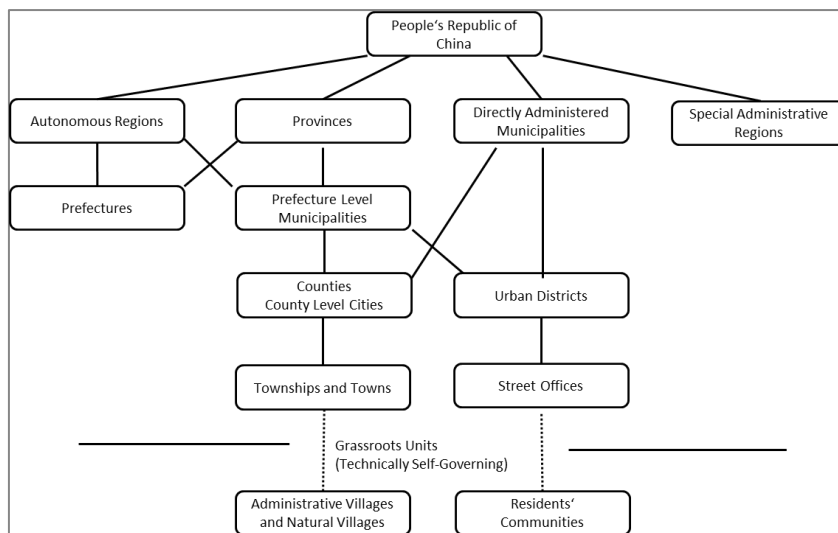 People‘s Republic of
China
Autonomous Regions
Provinces
Directly Administered
Municipalities
Special Administrative
Regions
Prefectures
Prefecture Level
Municipalities
Counties
County Level Cities
Urban Districts
Townships and Towns
Street Offices
Grassroots Units
(Technically Self-Governing)
Administrative Villages
and Natural Villages
Residents‘
Communities